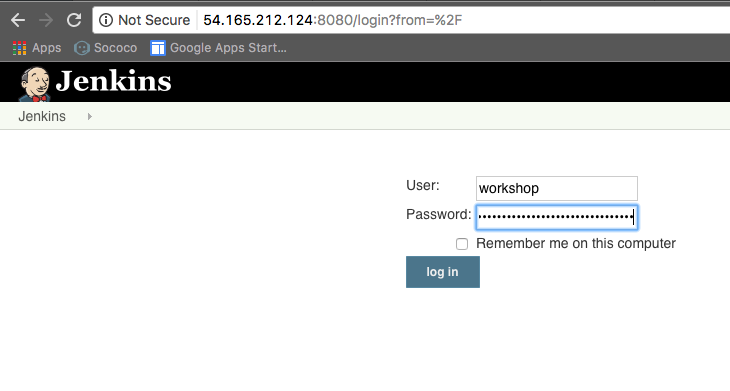 Not Secure 54.165.212.124:8080/login?from=%2F
Apps Sococo Google Apps Start…
Jenkins
Jenkins
User: workshop
Password: ••••••••••••••••••••••••••••••••
Remember me on this computer
log in